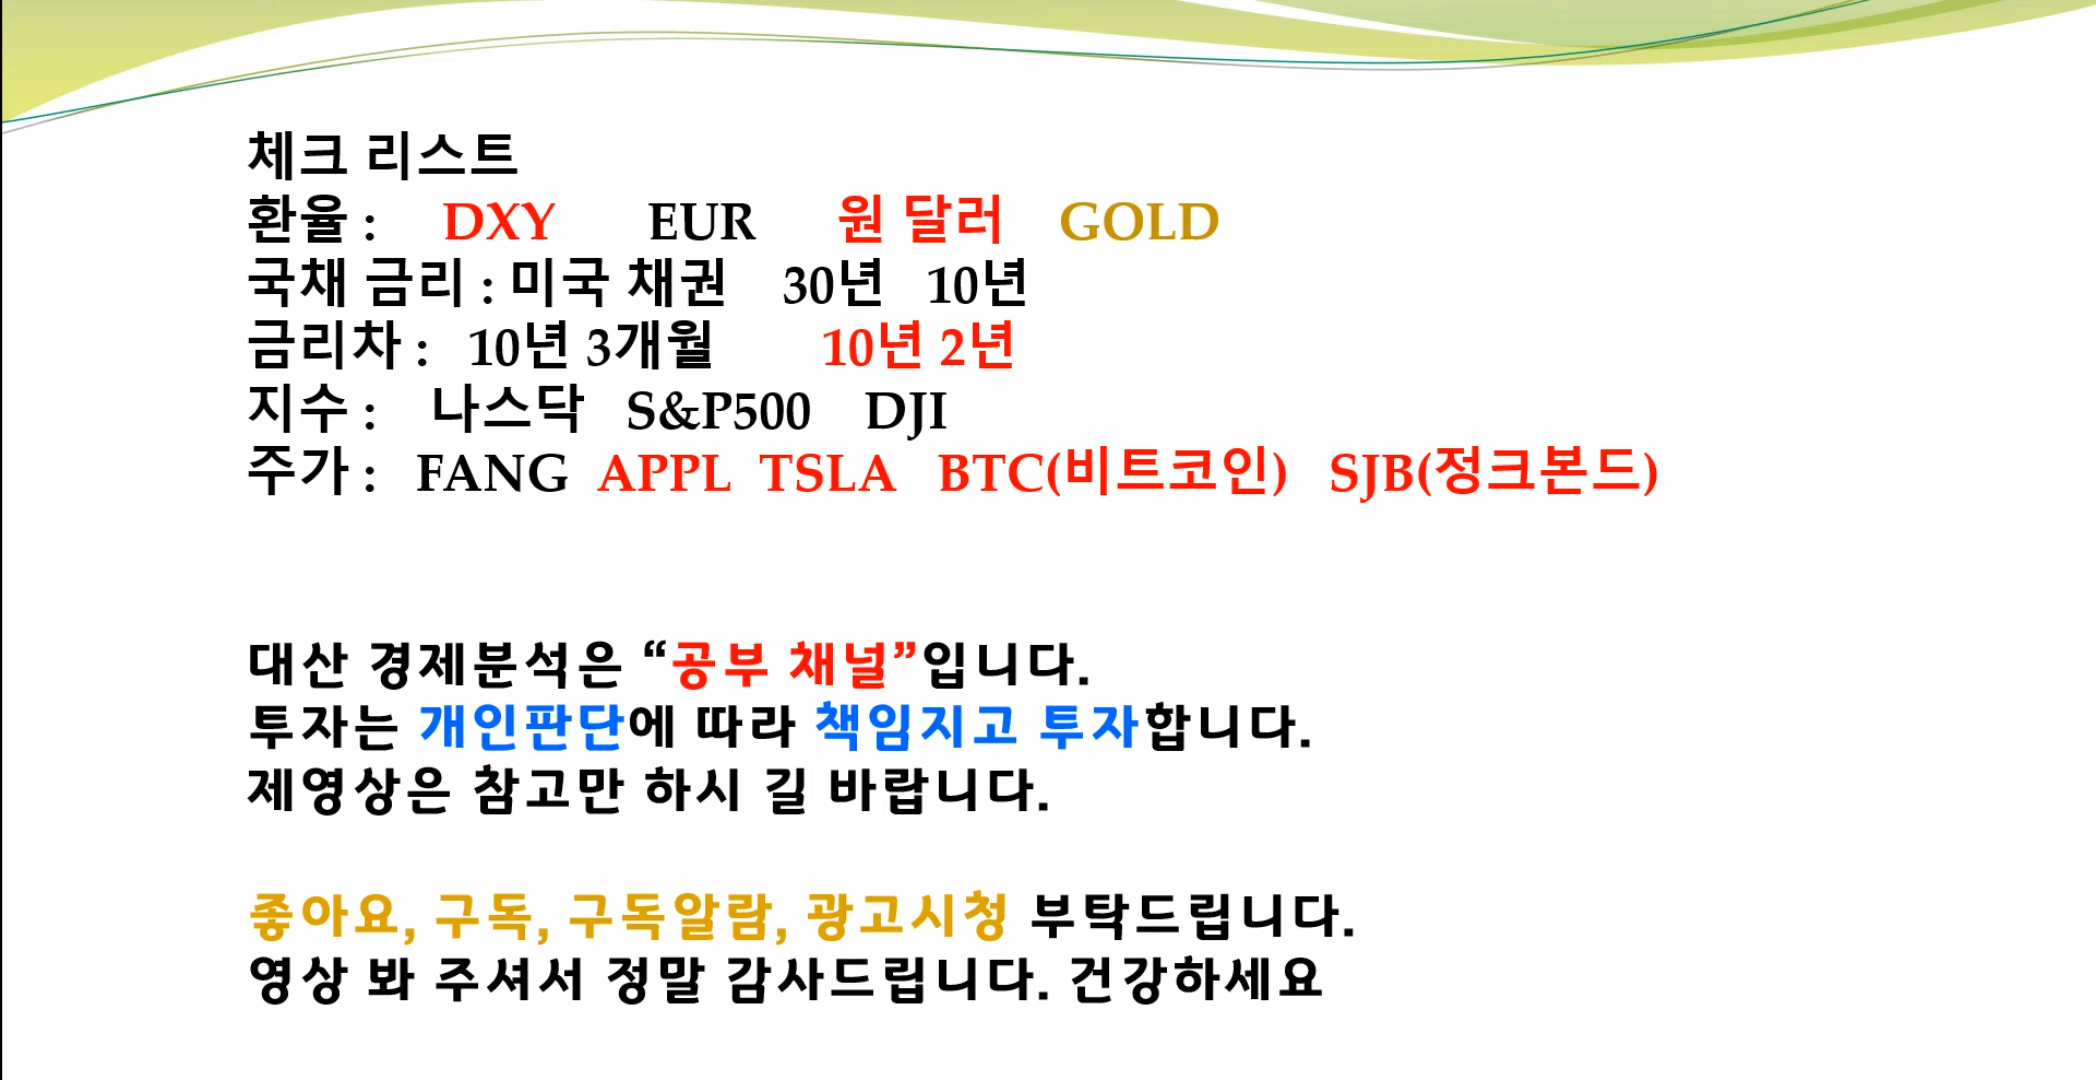 체크 리스트
환율 : DXY EUR 원 달러 GOLD
국채 금리 : 미국 채권 30년 10년
금리차 : 10년 3개월 10년 2년
지수 : 나스닥 S&P500 DJI
주가 : FANG APPL TSLA BTC(비트코인) SJB(정크본드)
대산 경제분석은 “공부 채널”입니다.
투자는 개인판단에 따라 책임지고 투자합니다.
제영상은 참고만 하시 길 바랍니다.
좋아요, 구독, 구독알람, 광고시청 부탁드립니다.
영상 봐 주셔서 정말 감사드립니다. 건강하세요